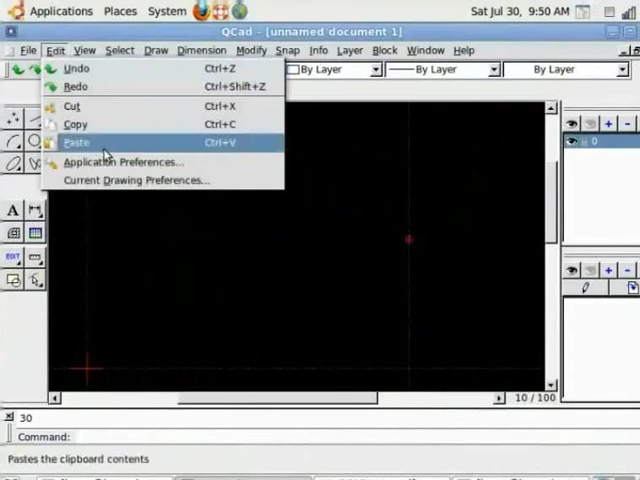 Applications Places System Sat Jul 30, 9:50 AM
QCad - [unnamed document 1]
File Edit View Select Draw Dimension Modify Snap Info Layer Block Window Help
Undo Ctrl+Z
Redo Ctrl+Shift+Z
Cut Ctrl+X
Copy Ctrl+C
Paste Ctrl+V
Application Preferences...
Current Drawing Preferences...
By Layer By Layer By Layer
0
A
EDIT
10 / 100
30
Command:
Pastes the clipboard contents